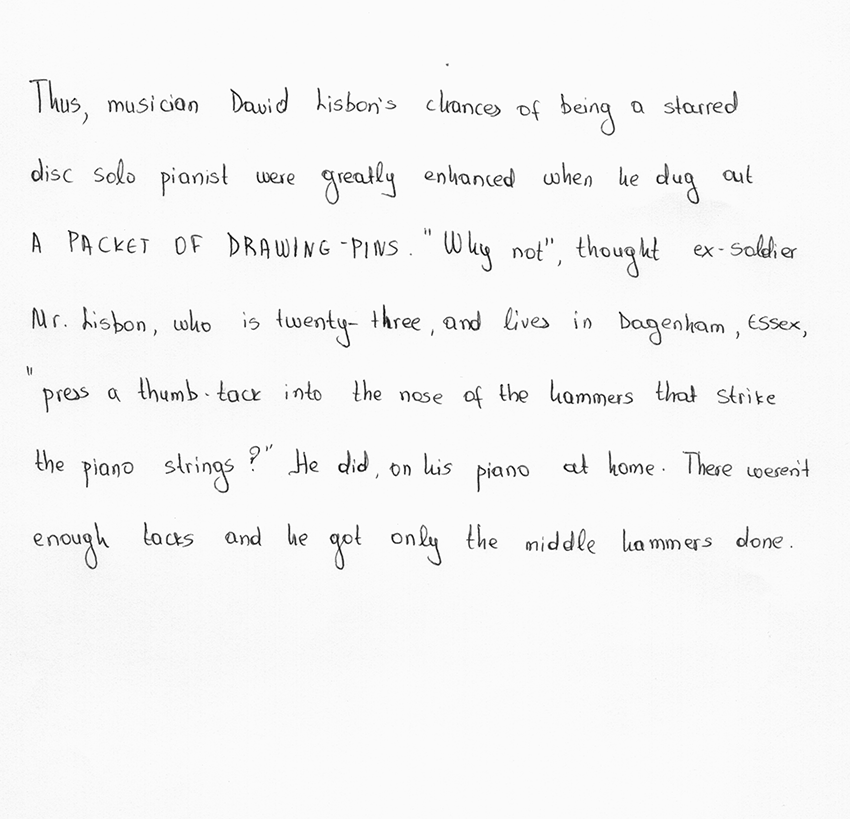 Thus, musician David Lisbon's chances of being a starred
disc solo pianist were greatly enhanced when he dug out
A PACKET OF DRAWING-PINS. "Why not", thought ex-soldier
Mr. Lisbon, who is twenty-three, and lives in Dagenham, Essex,
"press a thumb-tack into the nose of the hammers that strike
the piano strings?" He did, on his piano at home. There weren't
enough tacks and he got only the middle hammers done.